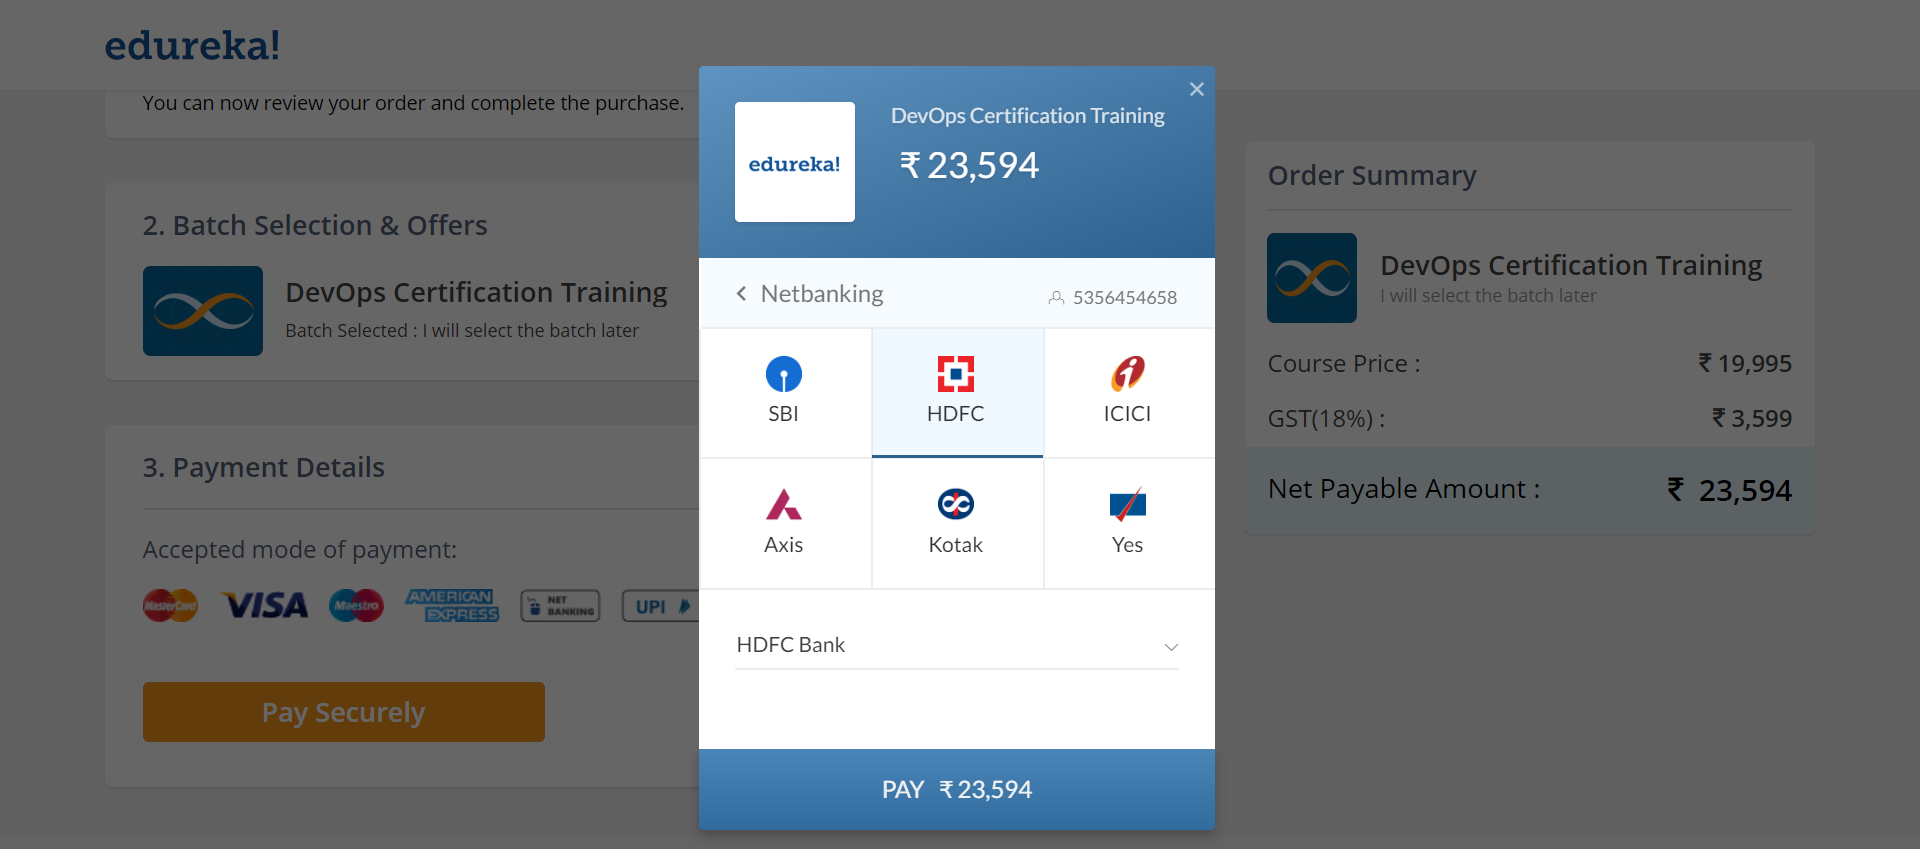 edureka!
You can now review your order and complete the purchase.
2. Batch Selection & Offers
DevOps Certification Training
Batch Selected : I will select the batch later
3. Payment Details
Accepted mode of payment:
MasterCard
VISA
Maestro
AMERICAN
EXPRESS
NET
BANKING
UPI
Pay Securely
edureka!
DevOps Certification Training
₹ 23,594
Netbanking
5356454658
SBI
HDFC
ICICI
Axis
Kotak
Yes
HDFC Bank
PAY ₹ 23,594
Order Summary
DevOps Certification Training
I will select the batch later
Course Price : ₹ 19,995
GST(18%) : ₹ 3,599
Net Payable Amount : ₹ 23,594